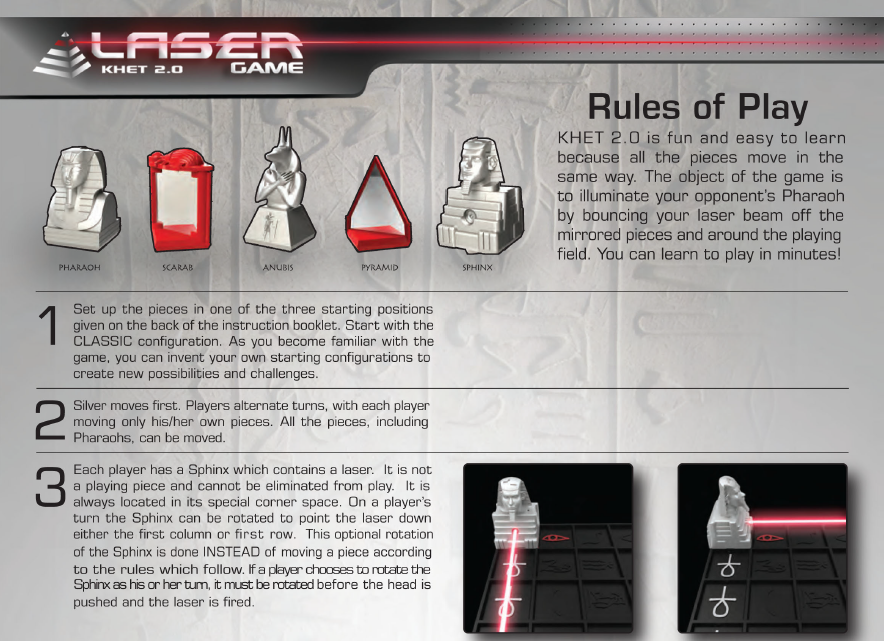 LASER
KHET 2.0 GAME
Rules of Play
KHET 2.0 is fun and easy to learn
because all the pieces move in the
same way. The object of the game is
to illuminate your opponent's Pharaoh
by bouncing your laser beam off the
mirrored pieces and around the playing
field. You can learn to play in minutes!
PHARAOH SCARAB ANUBIS PYRAMID SPHINX
1 Set up the pieces in one of the three starting positions
given on the back of the instruction booklet. Start with the
CLASSIC configuration. As you become familiar with the
game, you can invent your own starting configurations to
create new possibilities and challenges.
2 Silver moves first. Players alternate turns, with each player
moving only his/her own pieces. All the pieces, including
Pharaohs, can be moved.
3 Each player has a Sphinx which contains a laser. It is not
a playing piece and cannot be eliminated from play. It is
always located in its special corner space. On a player's
turn the Sphinx can be rotated to point the laser down
either the first column or first row. This optional rotation
of the Sphinx is done INSTEAD of moving a piece according
to the rules which follow. If a player chooses to rotate the
Sphinx as his or her turn, it must be rotated before the head is
pushed and the laser is fired.